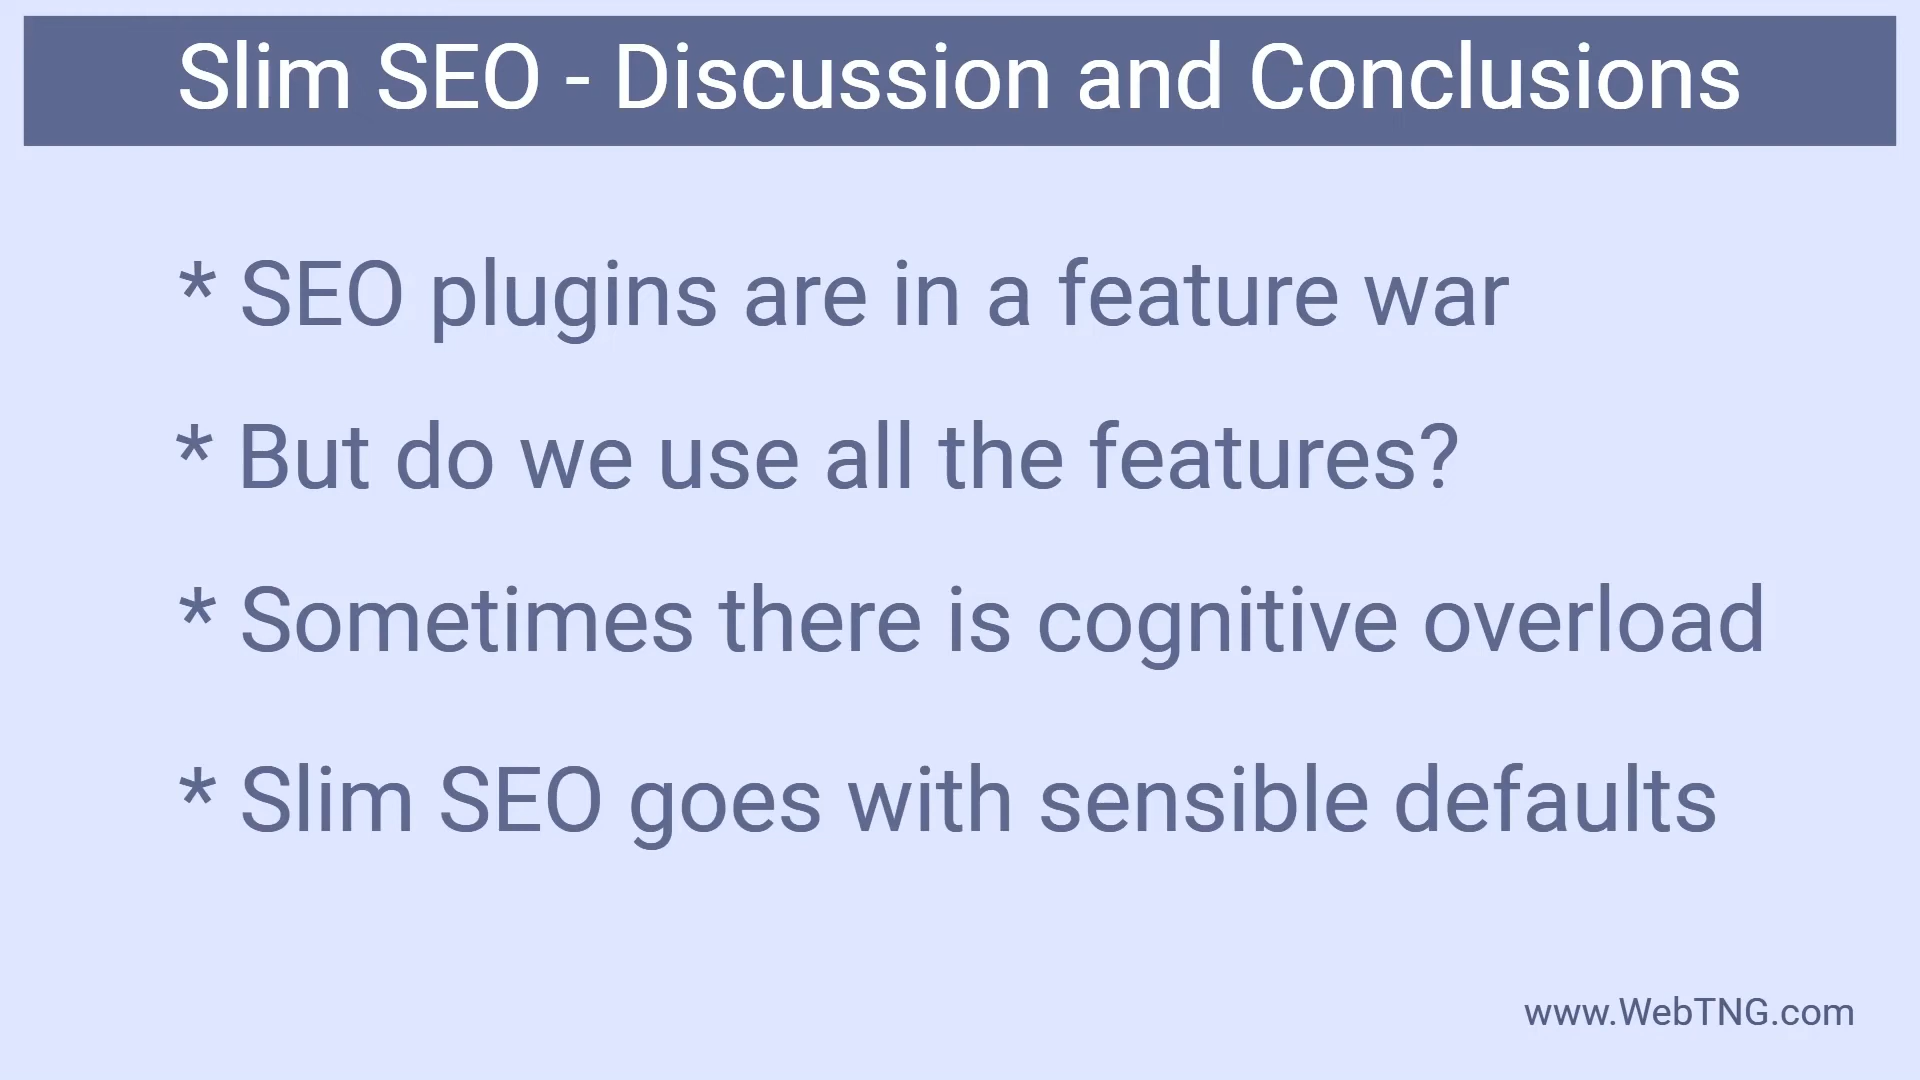 Slim SEO - Discussion and Conclusions
* SEO plugins are in a feature war
* But do we use all the features?
* Sometimes there is cognitive overload
* Slim SEO goes with sensible defaults
www.WebTNG.com